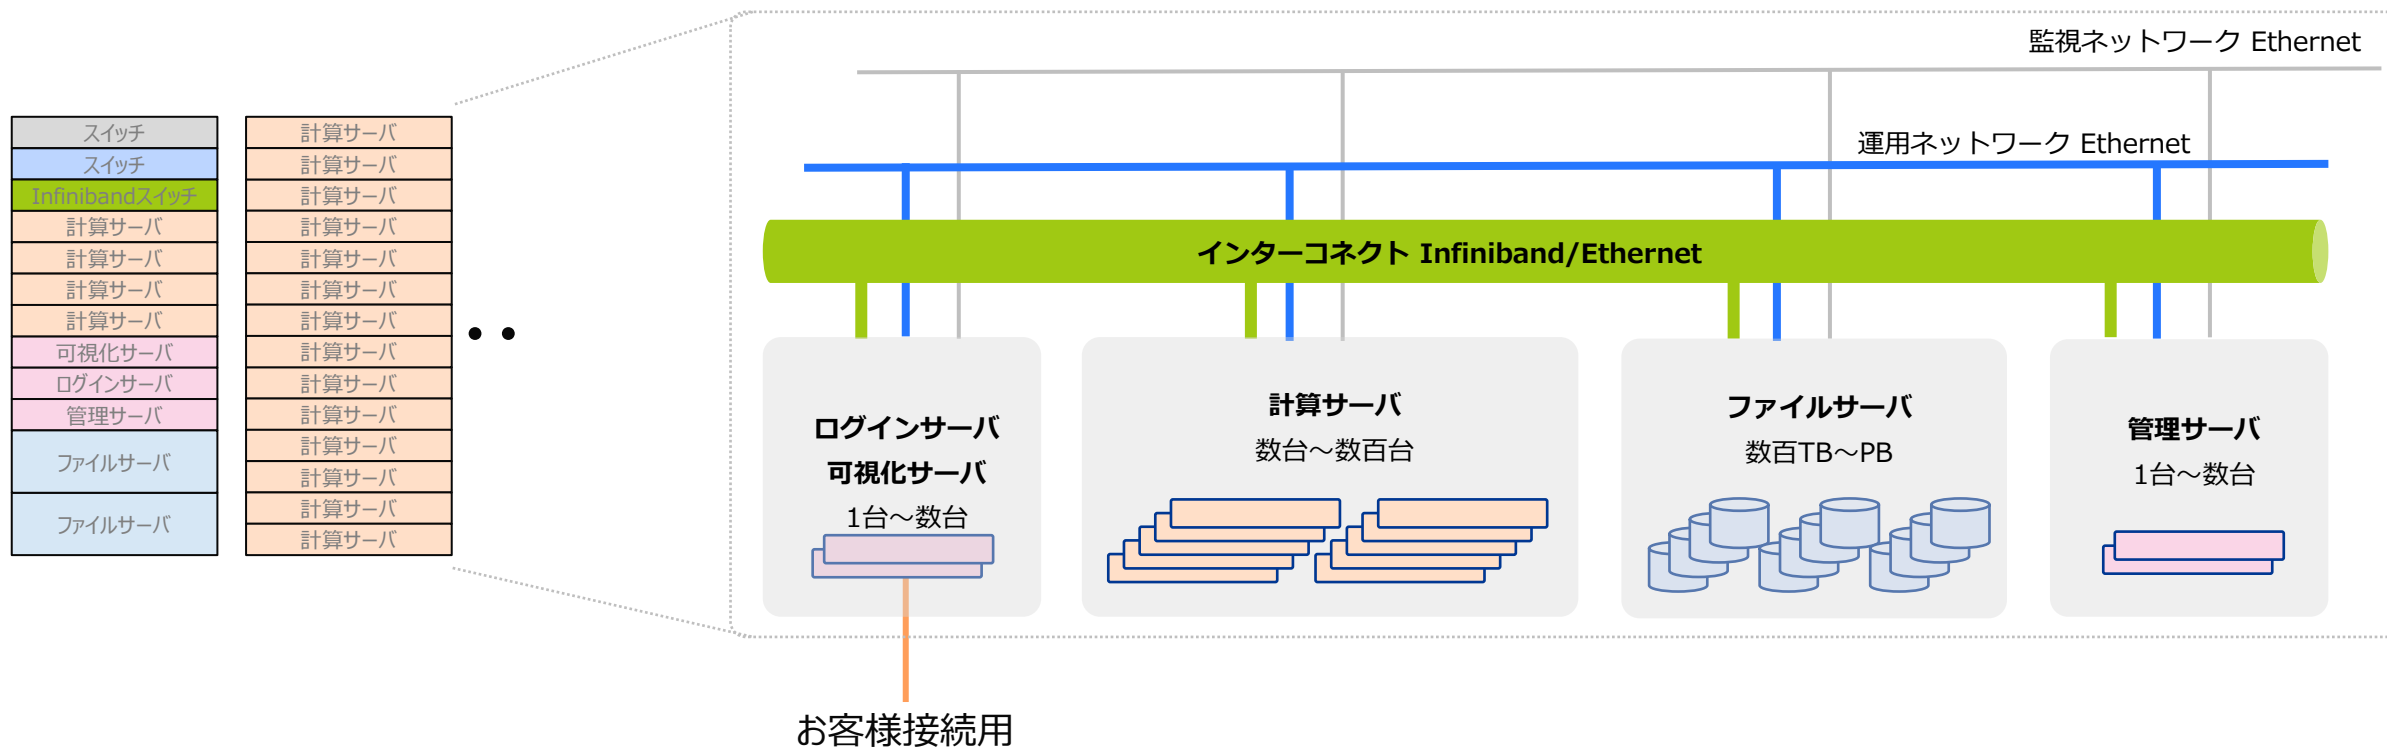 スイッチ
スイッチ
Infinibandスイッチ
計算サーバ
計算サーバ
計算サーバ
計算サーバ
可視化サーバ
ログインサーバ
管理サーバ
ファイルサーバ
ファイルサーバ
計算サーバ
計算サーバ
計算サーバ
計算サーバ
計算サーバ
計算サーバ
計算サーバ
計算サーバ
計算サーバ
計算サーバ
計算サーバ
計算サーバ
計算サーバ
計算サーバ
監視ネットワーク Ethernet
運用ネットワーク Ethernet
インターコネクト Infiniband/Ethernet
ログインサーバ
可視化サーバ
1台～数台
計算サーバ
数台～数百台
ファイルサーバ
数百TB～PB
管理サーバ
1台～数台
お客様接続用